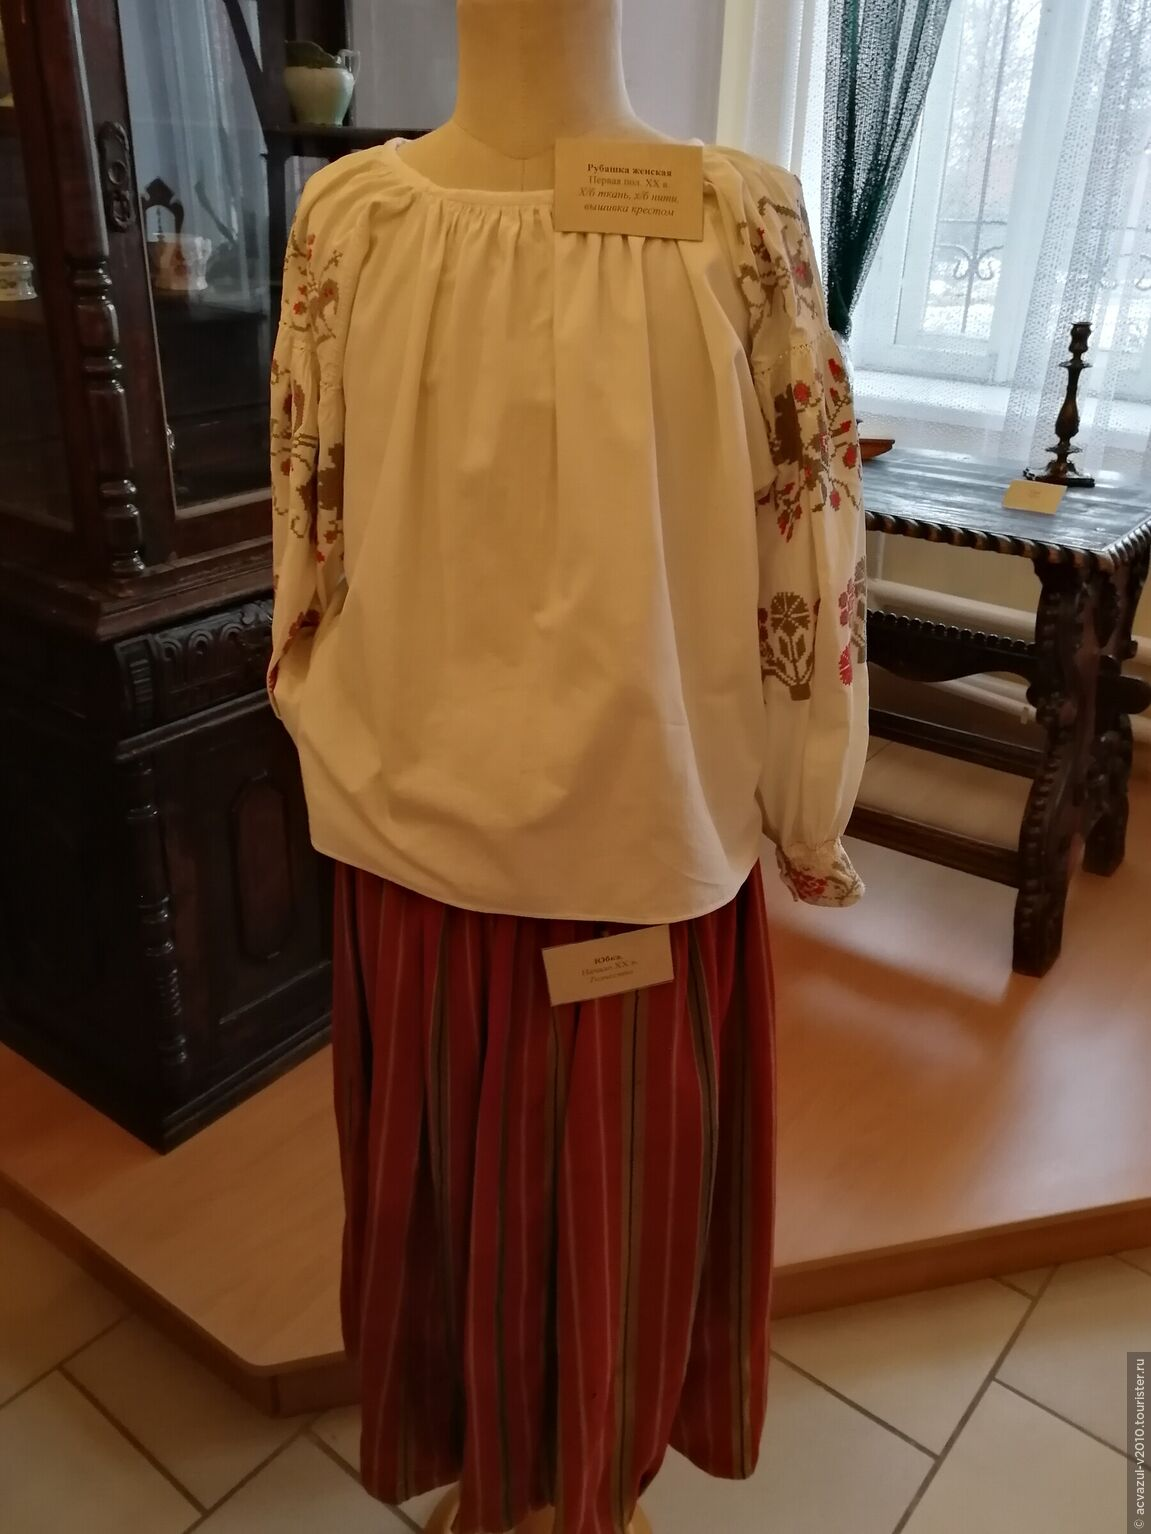 Рубашка женская
Первая пол. XX в.
Х/б ткань, х/б нити,
вышивка крестом
Юбка
Начало XX в.
© acvazul-v2010.tourister.ru